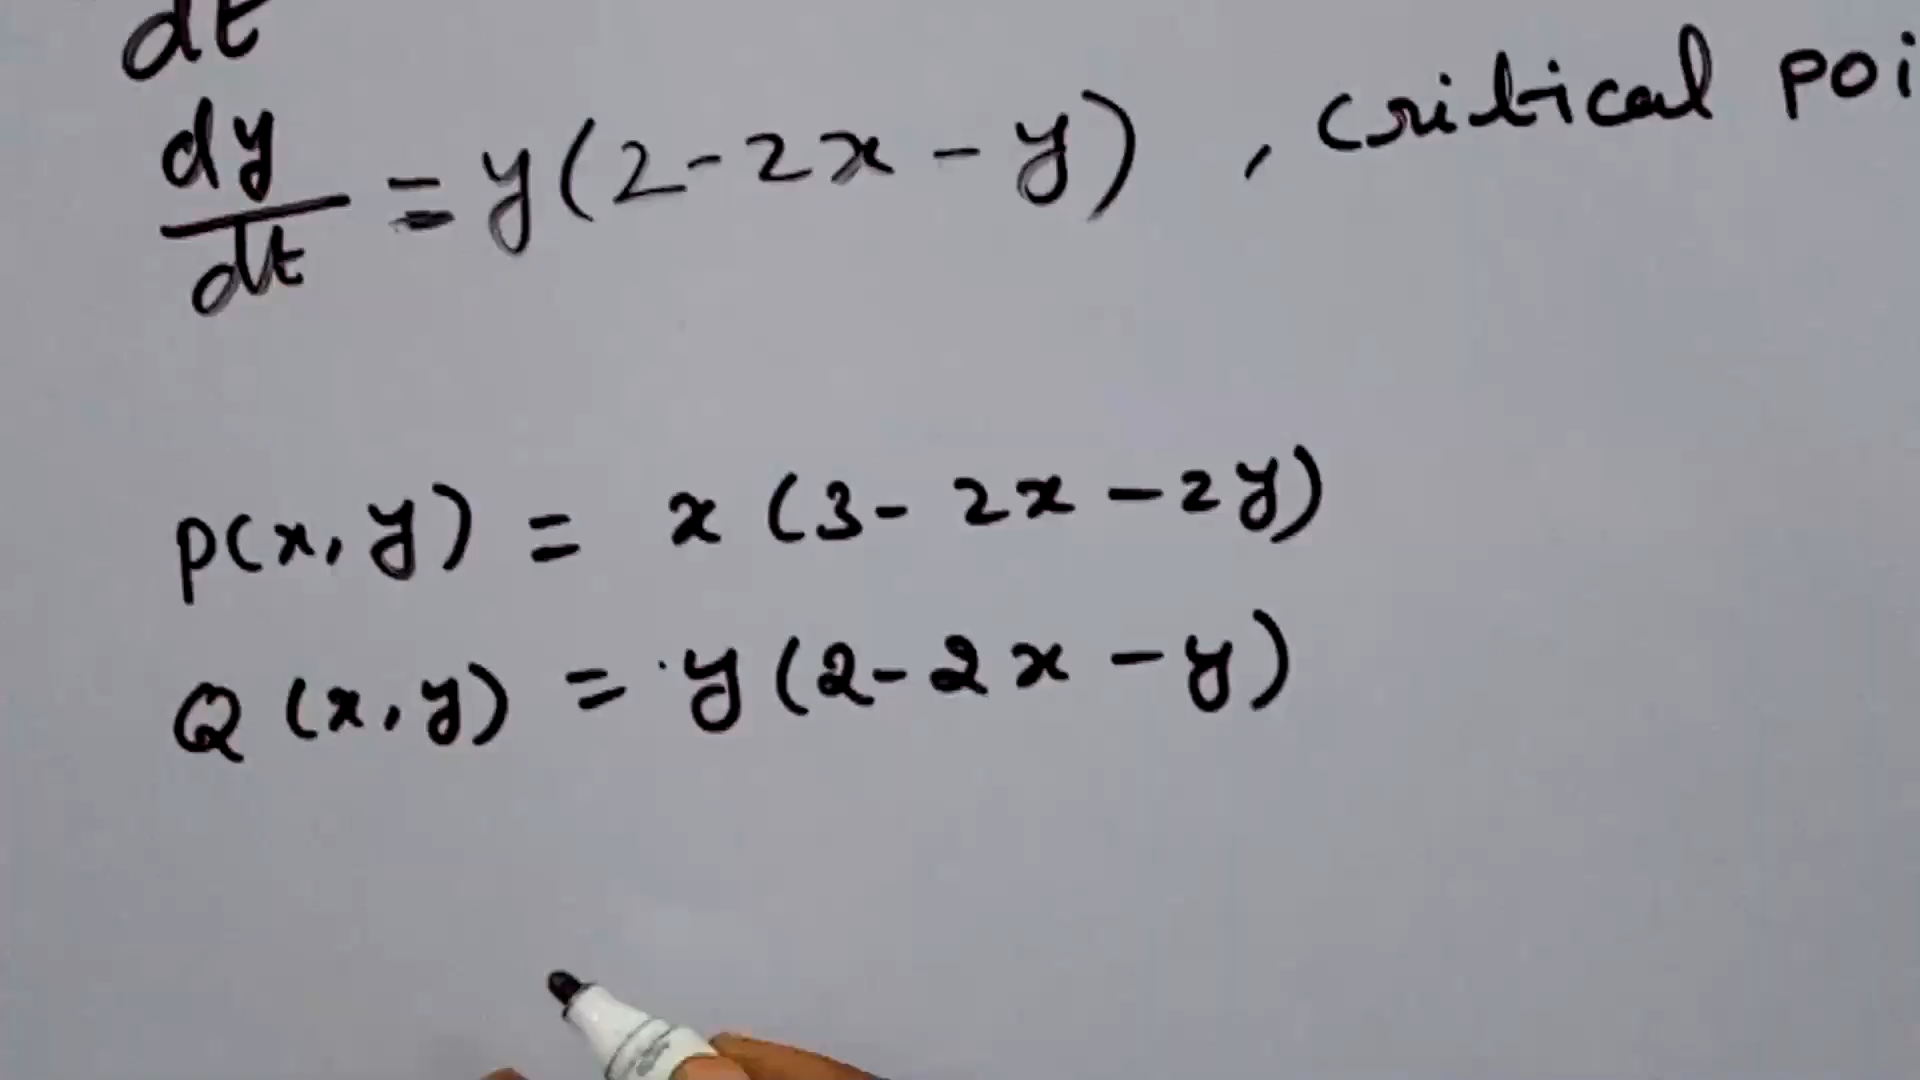 dt
dy/dt = y(2-2x-y) , critical poi
P(x,y) = x(3-2x-2y)
Q(x,y) = y(2-2x-y)